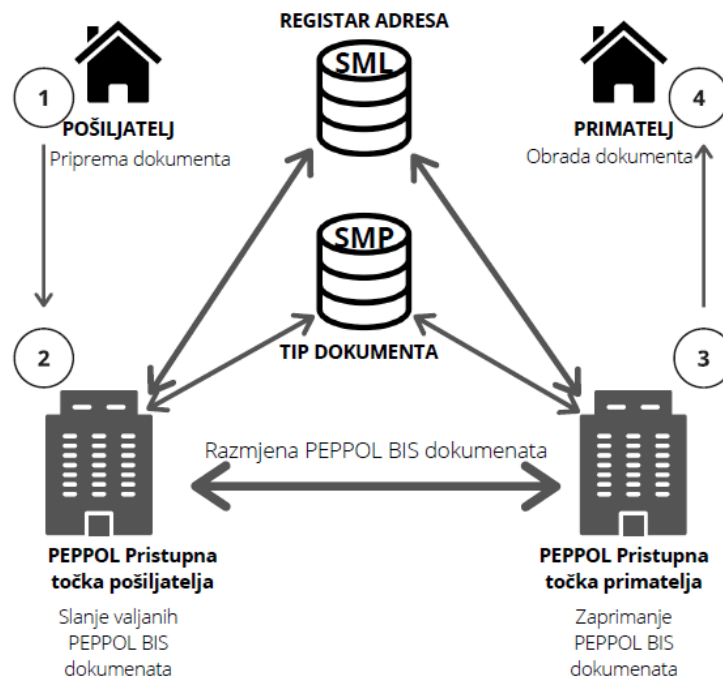 REGISTAR ADRESA
SML
1
4
POŠILJATELJ
Priprema dokumenta
PRIMATELJ
Obrada dokumenta
SMP
TIP DOKUMENTA
2
3
Razmjena PEPPOL BIS dokumenata
PEPPOL Pristupna
točka pošiljatelja
Slanje valjanih
PEPPOL BIS
dokumenata
PEPPOL Pristupna
točka primatelja
Zaprimanje
PEPPOL BIS
dokumenata